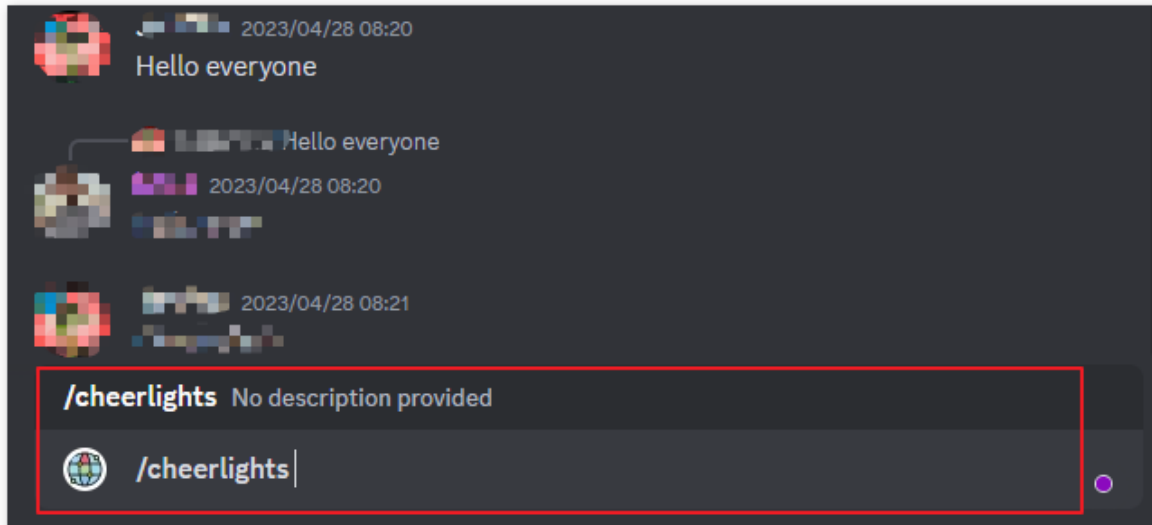 2023/04/28 08:20
Hello everyone
Hello everyone
2023/04/28 08:20
2023/04/28 08:21
/cheerlights No description provided
/cheerlights